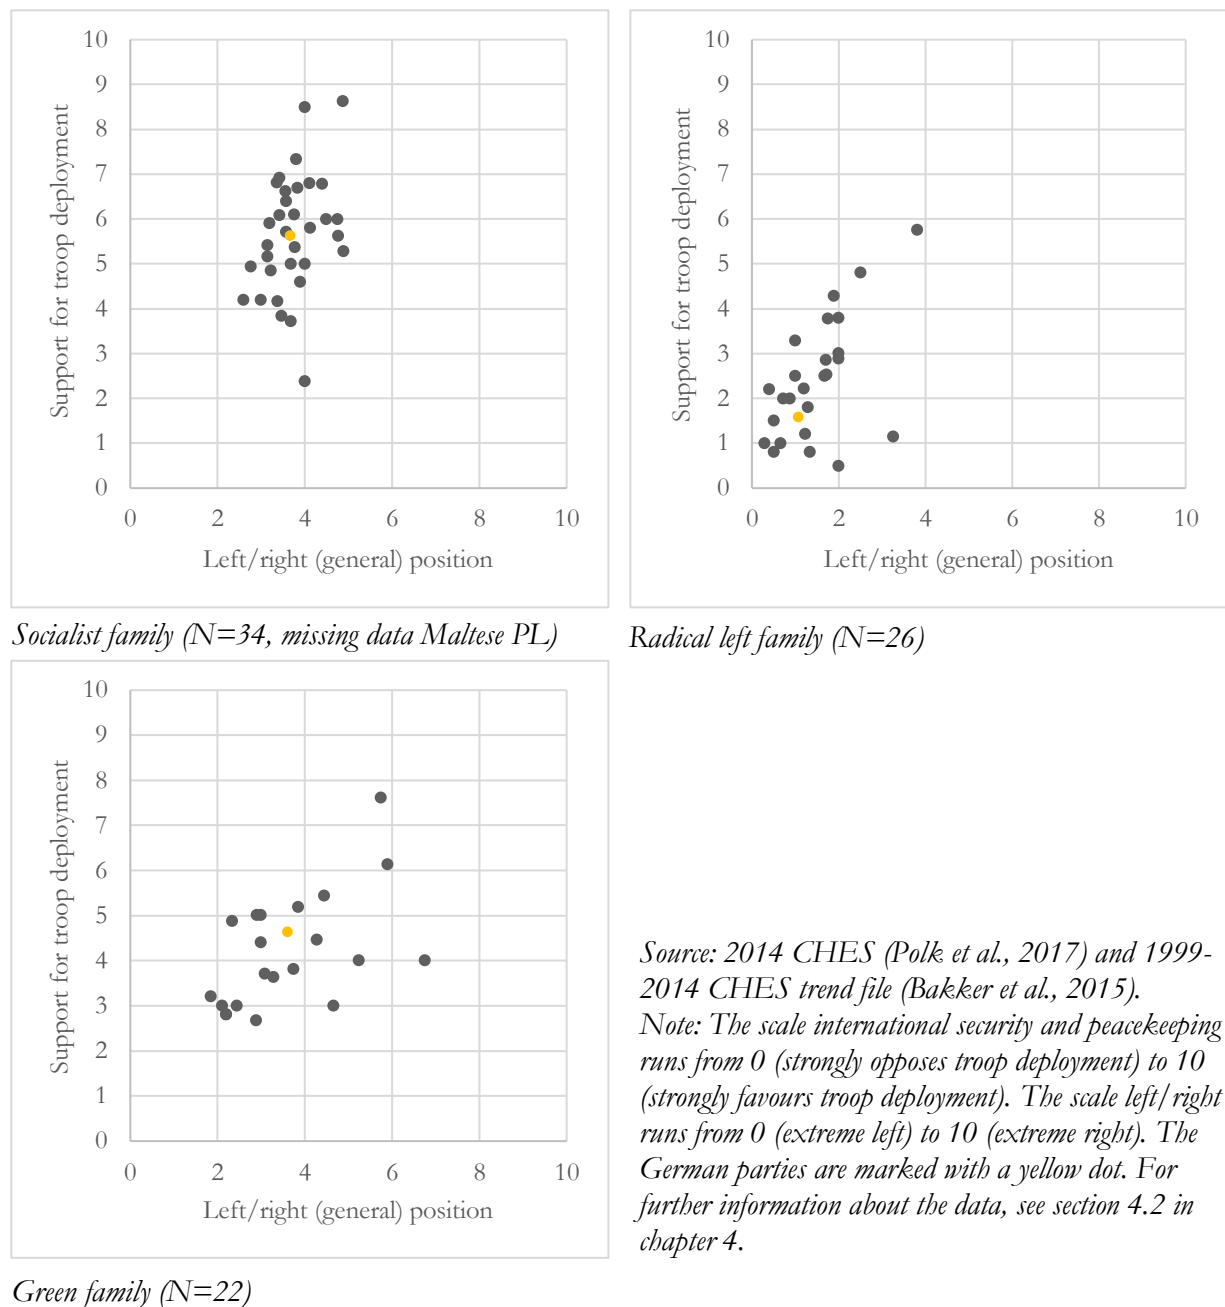 10
9
8
7
6
5
4
3
2
1
0
Support for troop deployment
0 2 4 6 8 10
Left/right (general) position
Socialist family (N=34, missing data Maltese PL)
10
9
8
7
6
5
4
3
2
1
0
Support for troop deployment
0 2 4 6 8 10
Left/right (general) position
Radical left family (N=26)
10
9
8
7
6
5
4
3
2
1
0
Support for troop deployment
0 2 4 6 8 10
Left/right (general) position
Green family (N=22)
Source: 2014 CHES (Polk et al., 2017) and 1999-
2014 CHES trend file (Bakker et al., 2015).
Note: The scale international security and peacekeeping
runs from 0 (strongly opposes troop deployment) to 10
(strongly favours troop deployment). The scale left/right
runs from 0 (extreme left) to 10 (extreme right). The
German parties are marked with a yellow dot. For
further information about the data, see section 4.2 in
chapter 4.